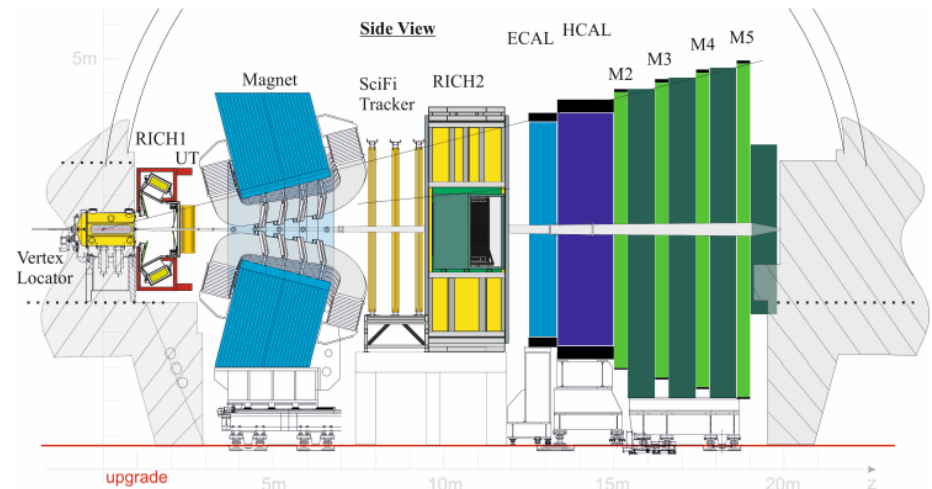 Side View
ECAL
HCAL
M5
M4
M3
M2
5m
Magnet
SciFi
Tracker
RICH2
RICH1
UT
Vertex
Locator
upgrade
5m
10m
15m
20m
z